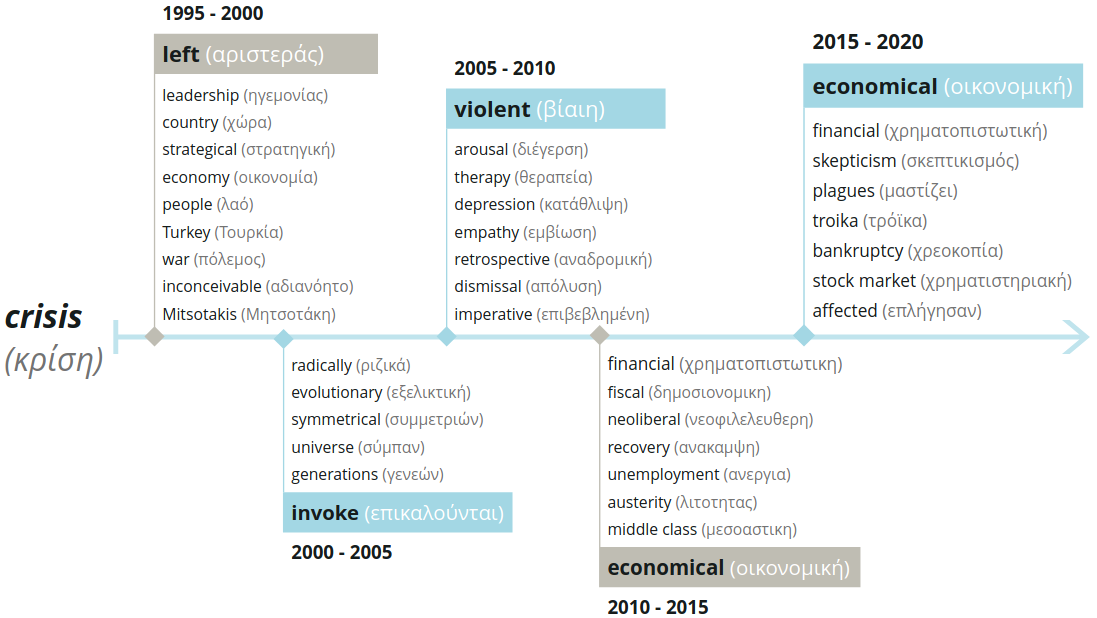 1995 - 2000
left (αριστεράς)
leadership (ηγεμονίας)
country (χώρα)
strategical (στρατηγική)
economy (οικονομία)
people (λαό)
Turkey (Τουρκία)
war (πόλεμος)
inconceivable (αδιανόητο)
Mitsotakis (Μητσοτάκη)
2005 - 2010
violent (βίαιη)
arousal (διέγερση)
therapy (θεραπεία)
depression (κατάθλιψη)
empathy (εμβίωση)
retrospective (αναδρομική)
dismissal (απόλυση)
imperative (επιβεβλημένη)
2015 - 2020
economical (οικονομική)
financial (χρηματοπιστωτική)
skepticism (σκεπτικισμός)
plagues (μαστίζει)
troika (τρόϊκα)
bankruptcy (χρεοκοπία)
stock market (χρηματιστηριακή)
affected (επλήγησαν)
crisis
(κρίση)
radically (ριζικά)
evolutionary (εξελικτική)
symmetrical (συμμετριών)
universe (σύμπαν)
generations (γενεών)
invoke (επικαλούνται)
2000 - 2005
financial (χρηματοπιστωτικη)
fiscal (δημοσιονομικη)
neoliberal (νεοφιλελευθερη)
recovery (ανακαμψη)
unemployment (ανεργια)
austerity (λιτοτητας)
middle class (μεσοαστικη)
economical (οικονομική)
2010 - 2015